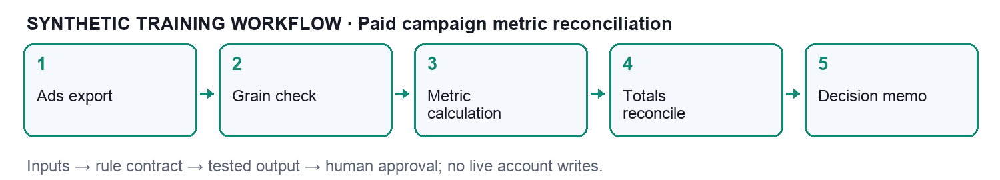 SYNTHETIC TRAINING WORKFLOW · Paid campaign metric reconciliation
1
Ads export
2
Grain check
3
Metric
calculation
4
Totals
reconcile
5
Decision memo
Inputs → rule contract → tested output → human approval; no live account writes.